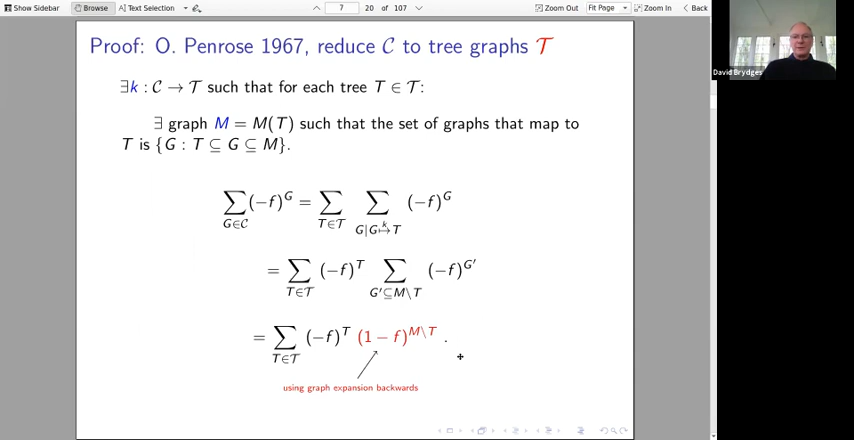 Show Sidebar Browse Text Selection 7 20 of 107 Zoom Out Fit Page Zoom In Back
Proof: O. Penrose 1967, reduce C to tree graphs T
David Brydges
∃k : C → T such that for each tree T ∈ T:
∃ graph M = M(T) such that the set of graphs that map to
T is {G : T ⊆ G ⊆ M}.
∑_{G∈C} (−f)^G = ∑_{T∈T} ∑_{G|G \overset{k}{↦} T} (−f)^G
= ∑_{T∈T} (−f)^T ∑_{G′⊆M\T} (−f)^{G′}
= ∑_{T∈T} (−f)^T (1 − f)^{M\T} .
using graph expansion backwards